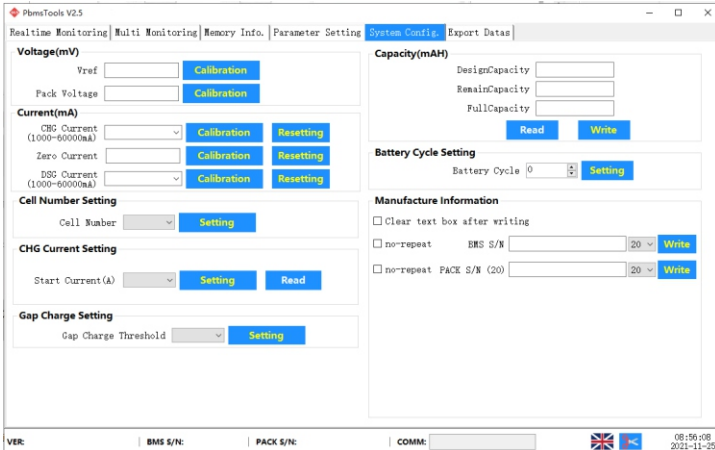 PbmsTools V2.5
Realtime Monitoring Multi Monitoring Memory Info. Parameter Setting System Config. Export Datas
Voltage(mV)
Vref Calibration
Pack Voltage Calibration
Current(mA)
CHG Current
(1000-60000mA) Calibration Resetting
Zero Current Calibration Resetting
DSG Current
(1000-60000mA) Calibration Resetting
Cell Number Setting
Cell Number Setting
CHG Current Setting
Start Current(A) Setting Read
Gap Charge Setting
Gap Charge Threshold Setting
Capacity(mAH)
DesignCapacity
RemainCapacity
FullCapacity
Read Write
Battery Cycle Setting
Battery Cycle 0 Setting
Manufacture Information
Clear text box after writing
no-repeat BMS S/N 20 Write
no-repeat PACK S/N (20) 20 Write
VER: BMS S/N: PACK S/N: COMM: 08:56:08
2021-11-25